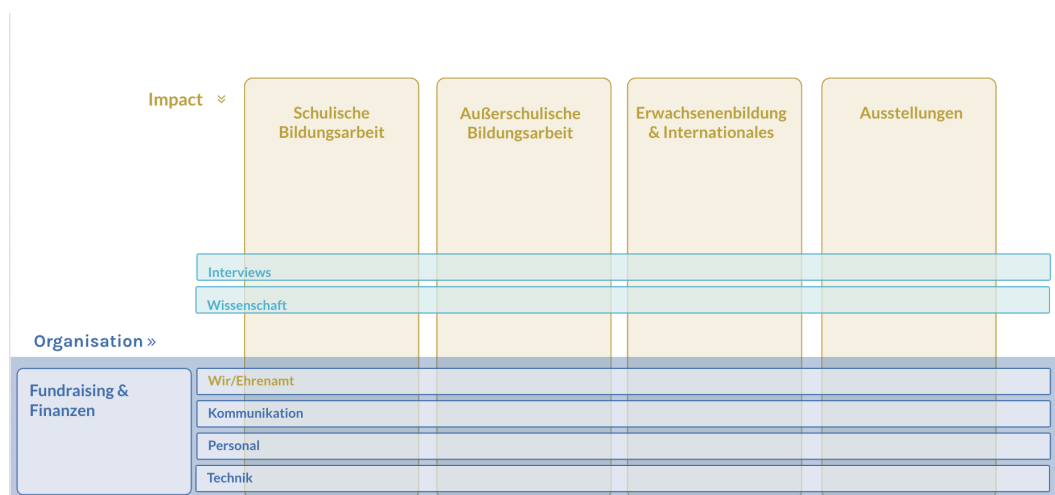 Impact
Schulische
Bildungsarbeit
Außerschulische
Bildungsarbeit
Erwachsenenbildung
& Internationales
Ausstellungen
Interviews
Wissenschaft
Organisation »
Fundraising &
Finanzen
Wir/Ehrenamt
Kommunikation
Personal
Technik